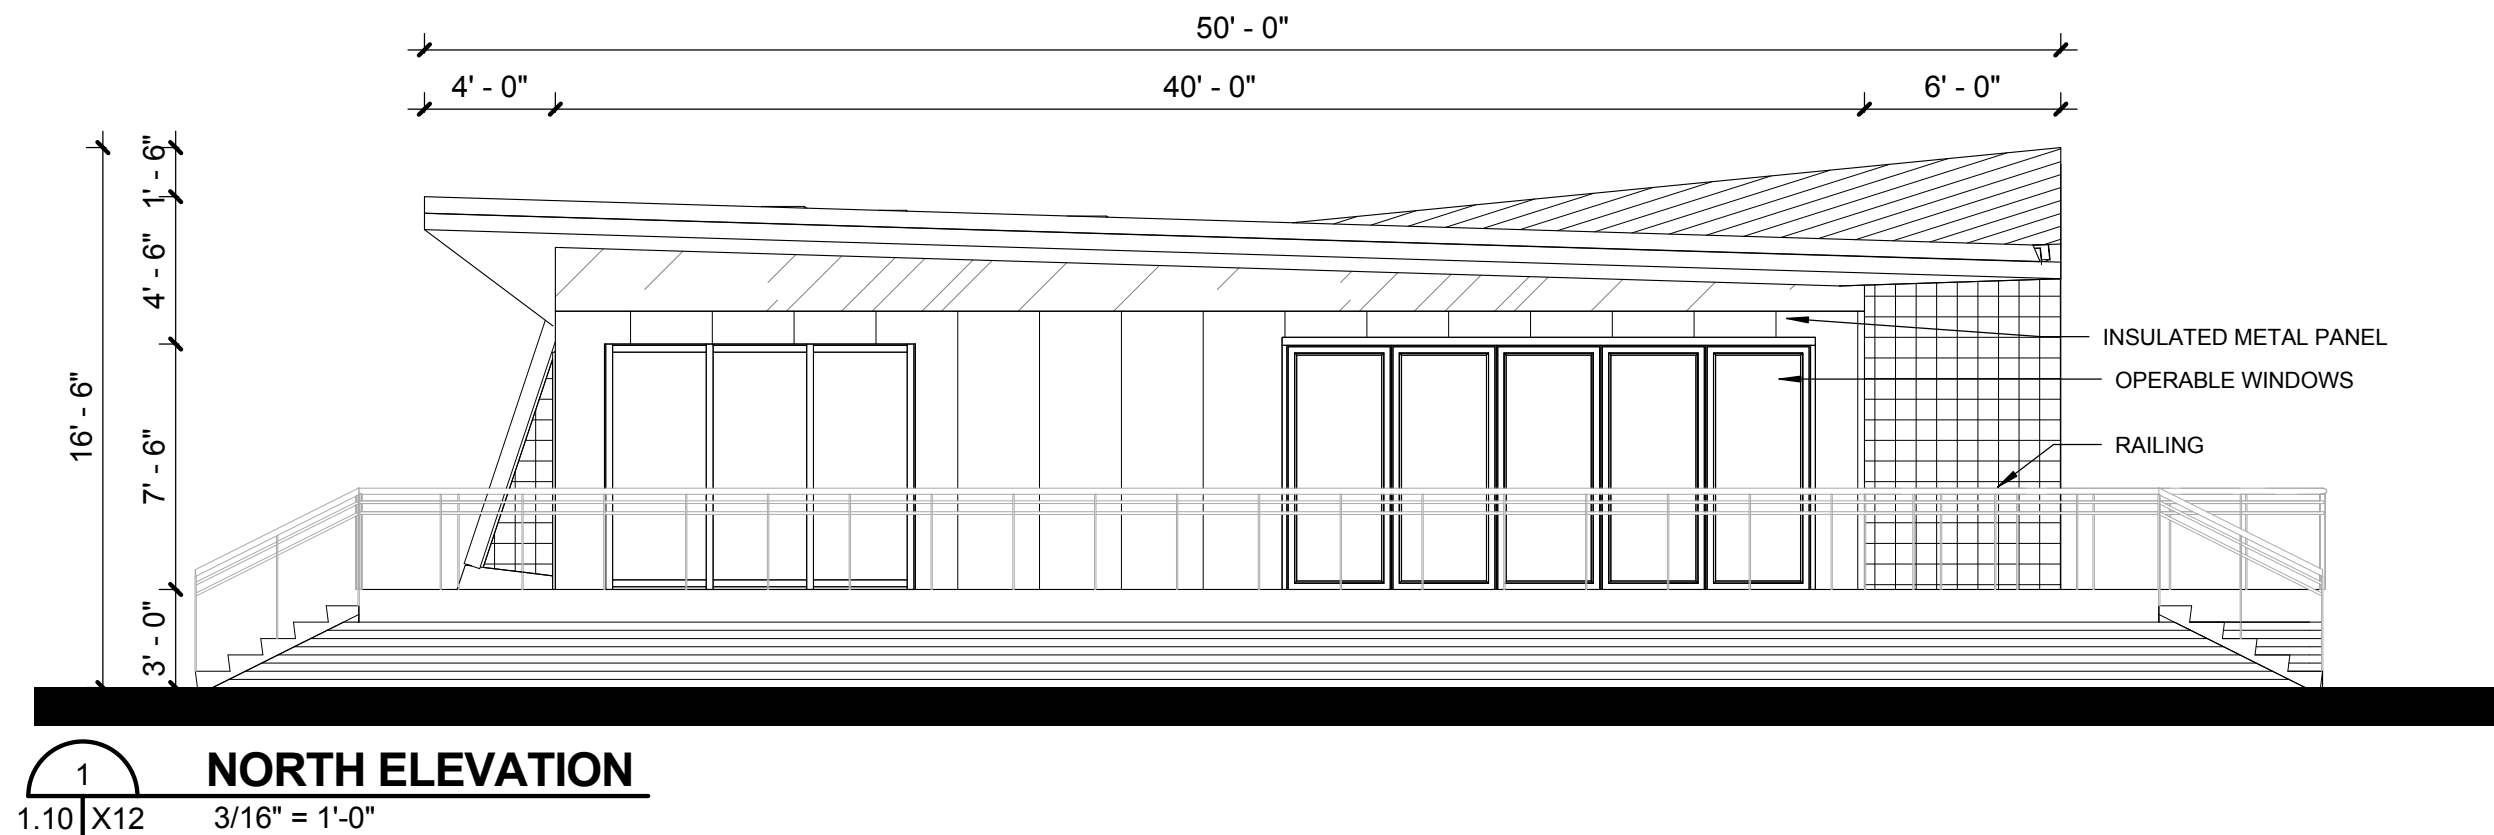 50' - 0"
4' - 0"
40' - 0"
6' - 0"
1' - 6"
4' - 6"
16' - 6"
7' - 6"
3' - 0"
INSULATED METAL PANEL
OPERABLE WINDOWS
RAILING
1
NORTH ELEVATION
1.10 X12
3/16" = 1'-0"